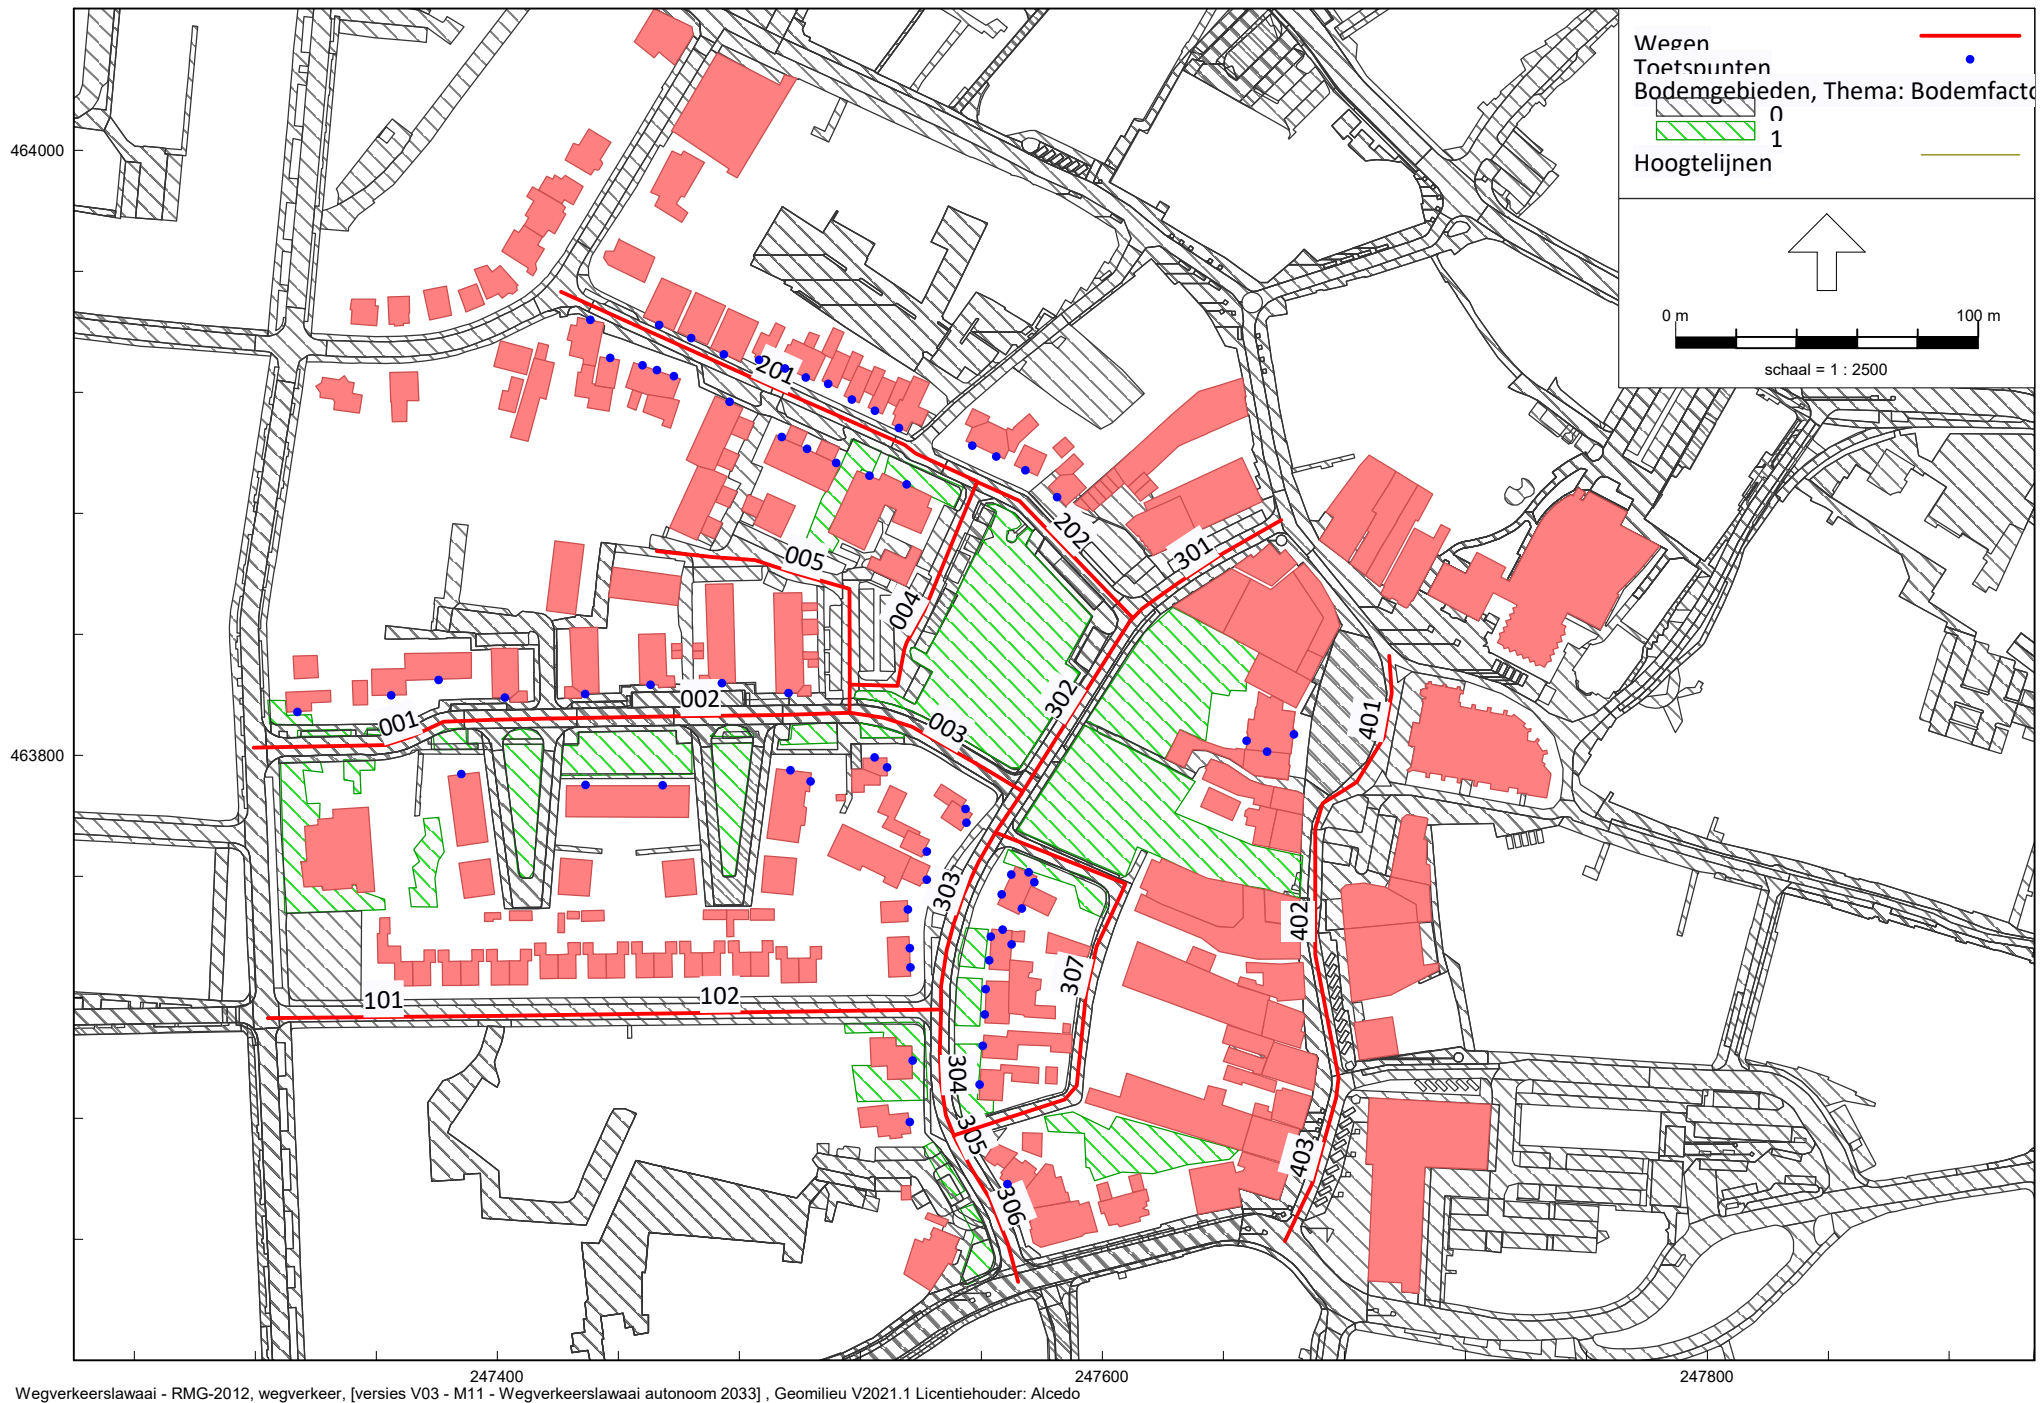 Wegen
Toetspunten
Bodemgebieden, Thema: Bodemfacto
0
1
Hoogtelijnen
0 m 100 m
schaal = 1 : 2500
464000
463800
201
202
301
005
004
302
002
001
003
401
303
402
307
101
102
304
305
306
403
247400 247600 247800
Wegverkeerslawaai - RMG-2012, wegverkeer, [versies V03 - M11 - Wegverkeerslawaai autonoom 2033] , Geomilieu V2021.1 Licentiehouder: Alcedo